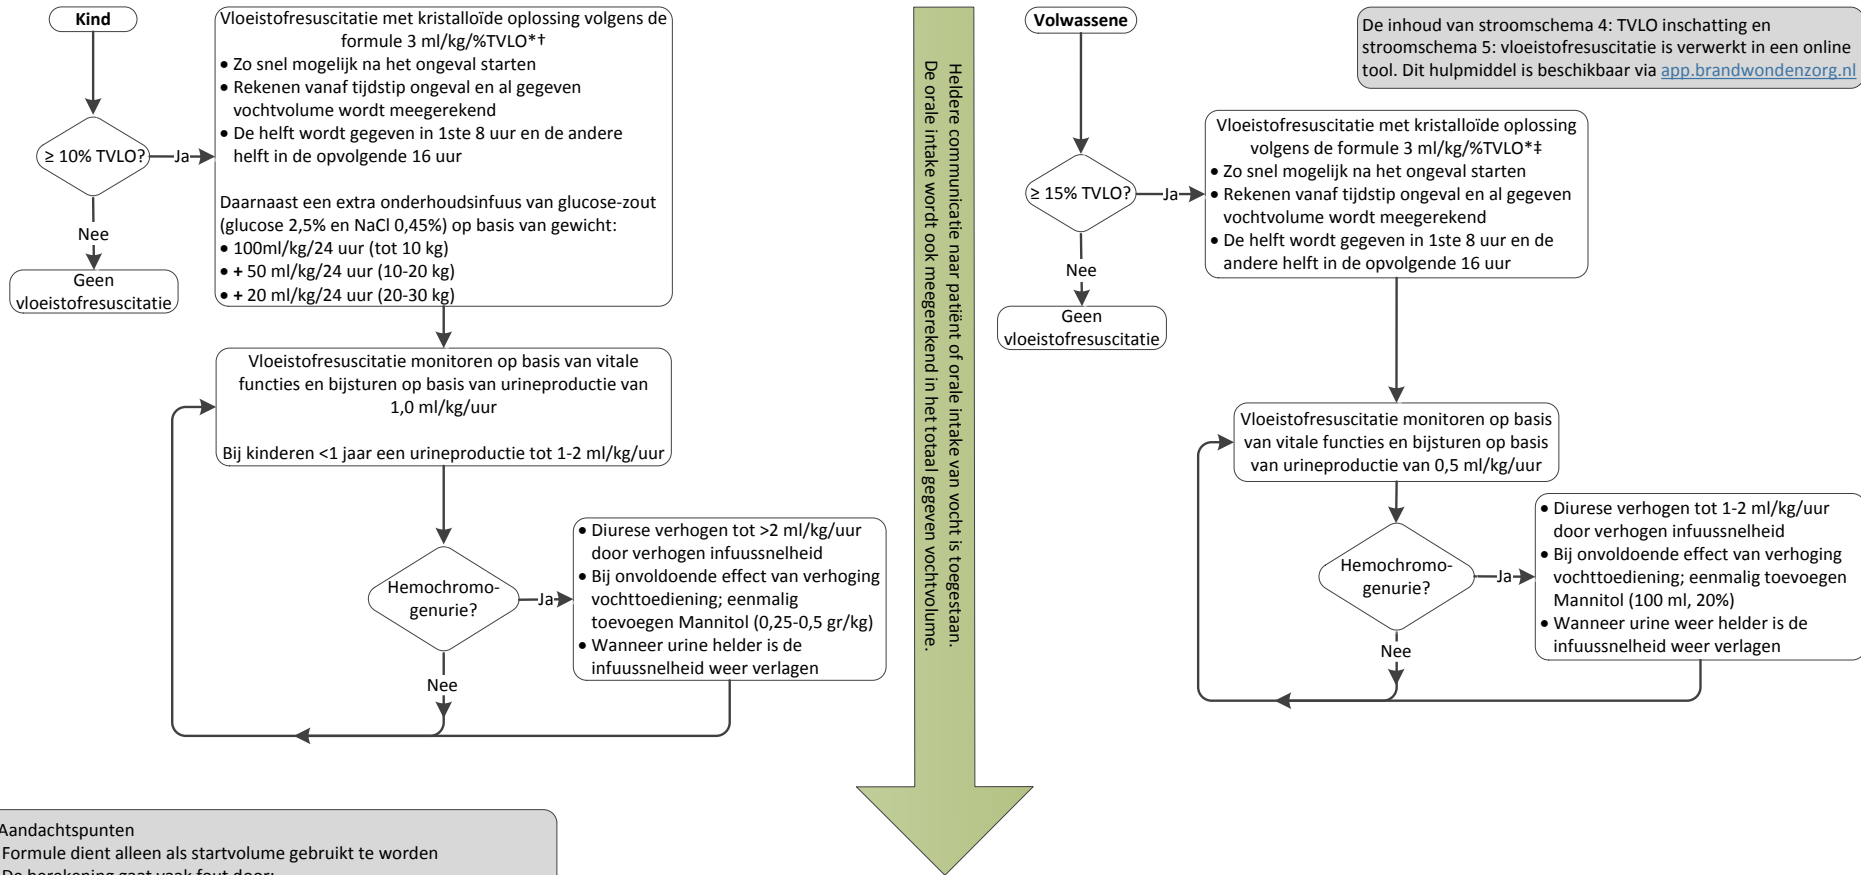 Kind
Vloeistofresuscitatie met kristalloïde oplossing volgens de
formule 3 ml/kg/%TVLO*†
• Zo snel mogelijk na het ongeval starten
• Rekenen vanaf tijdstip ongeval en al gegeven
vochtvolume wordt meegerekend
• De helft wordt gegeven in 1ste 8 uur en de andere
helft in de opvolgende 16 uur
Daarnaast een extra onderhoudsinfuus van glucose-zout
(glucose 2,5% en NaCl 0,45%) op basis van gewicht:
• 100ml/kg/24 uur (tot 10 kg)
• + 50 ml/kg/24 uur (10-20 kg)
• + 20 ml/kg/24 uur (20-30 kg)
≥ 10% TVLO?
Ja
Nee
Geen
vloeistofresuscitatie
Vloeistofresuscitatie monitoren op basis van vitale
functies en bijsturen op basis van urineproductie van
1,0 ml/kg/uur
Bij kinderen <1 jaar een urineproductie tot 1-2 ml/kg/uur
Hemochromo-
genurie?
Ja
Nee
• Diurese verhogen tot >2 ml/kg/uur
door verhogen infuussnelheid
• Bij onvoldoende effect van verhoging
vochttoediening; eenmalig
toevoegen Mannitol (0,25-0,5 gr/kg)
• Wanneer urine helder is de
infuussnelheid weer verlagen
Heldere communicatie naar patiënt of orale intake van vocht is toegestaan.
De orale intake wordt ook meegerekend in het totaal gegeven vochtvolume.
Volwassene
De inhoud van stroomschema 4: TVLO inschatting en
stroomschema 5: vloeistofresuscitatie is verwerkt in een online
tool. Dit hulpmiddel is beschikbaar via app.brandwondenzorg.nl
≥ 15% TVLO?
Ja
Nee
Geen
vloeistofresuscitatie
Vloeistofresuscitatie met kristalloïde oplossing
volgens de formule 3 ml/kg/%TVLO*‡
• Zo snel mogelijk na het ongeval starten
• Rekenen vanaf tijdstip ongeval en al gegeven
vochtvolume wordt meegerekend
• De helft wordt gegeven in 1ste 8 uur en de
andere helft in de opvolgende 16 uur
Vloeistofresuscitatie monitoren op basis
van vitale functies en bijsturen op basis
van urineproductie van 0,5 ml/kg/uur
Hemochromo-
genurie?
Ja
Nee
• Diurese verhogen tot 1-2 ml/kg/uur
door verhogen infuussnelheid
• Bij onvoldoende effect van verhoging
vochttoediening; eenmalig toevoegen
Mannitol (100 ml, 20%)
• Wanneer urine weer helder is de
infuussnelheid weer verlagen
Aandachtspunten
Formule dient alleen als startvolume gebruikt te worden
De berekening gaat vaak fout door: